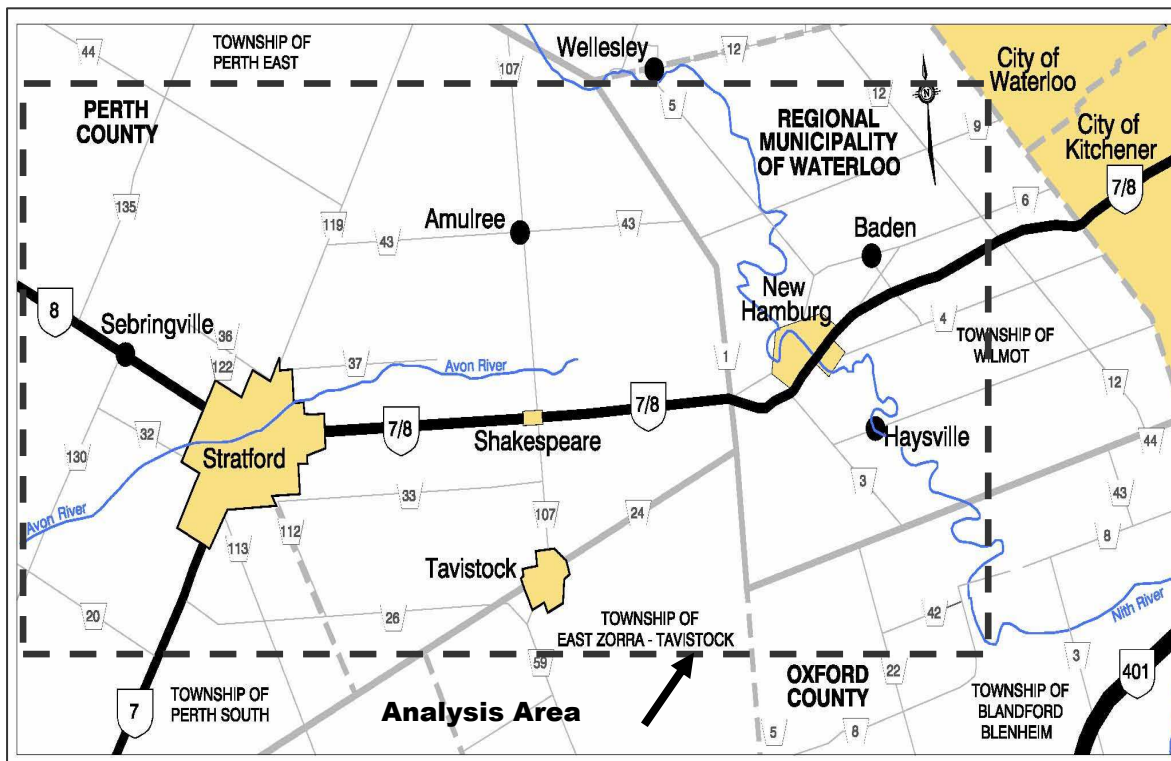 44
TOWNSHIP OF
PERTH EAST
107
Wellesley
12
City of
Waterloo
PERTH
COUNTY
5
REGIONAL
MUNICIPALITY
OF WATERLOO
12
N
9
City of
Kitchener
7/8
135
119
43
Amulree
43
6
Baden
8
Sebringville
36
122
37
Avon River
New
Hamburg
1
4
TOWNSHIP OF
WILMOT
12
7/8
7/8
Shakespeare
32
130
Stratford
Haysville
44
33
107
24
3
43
8
Avon River
113
112
Tavistock
20
26
TOWNSHIP OF
EAST ZORRA - TAVISTOCK
42
Nith River
59
3
22
401
OXFORD
COUNTY
7
TOWNSHIP OF
PERTH SOUTH
Analysis Area
5
8
TOWNSHIP OF
BLANDFORD
BLENHEIM